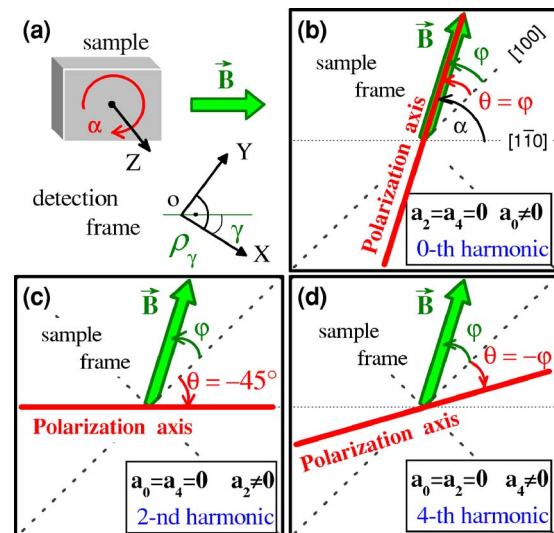 (a)
sample
B
α
Z
detection
frame
Y
o
γ
ργ
X
(b)
B
φ
[100]
sample
frame
θ = φ
α
[11̄0]
Polarization axis
a₂=a₄=0 a₀≠0
0-th harmonic
(c)
B
φ
sample
frame
θ = −45°
Polarization axis
a₀=a₄=0 a₂≠0
2-nd harmonic
(d)
B
φ
sample
frame
θ = −φ
Polarization axis
a₀=a₂=0 a₄≠0
4-th harmonic